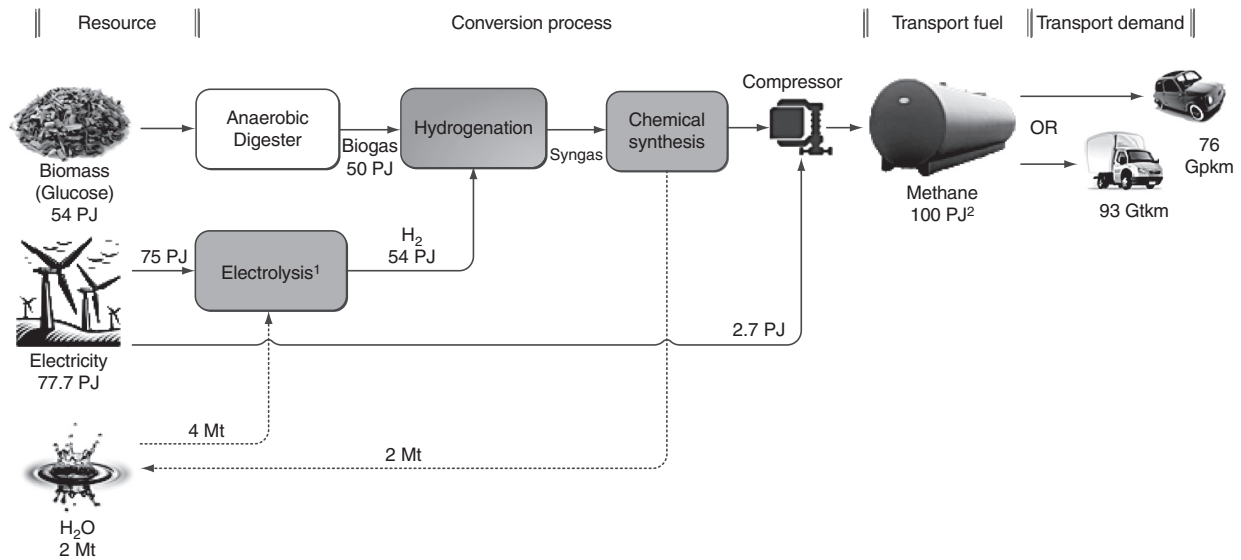 Resource
Conversion process
Transport fuel
Transport demand
Biomass
(Glucose)
54 PJ
Anaerobic
Digester
Biogas
50 PJ
Hydrogenation
Syngas
Chemical
synthesis
Compressor
Methane
100 PJ²
OR
76
Gpkm
93 Gtkm
Electricity
77.7 PJ
75 PJ
Electrolysis¹
H₂
54 PJ
2.7 PJ
4 Mt
2 Mt
H₂O
2 Mt